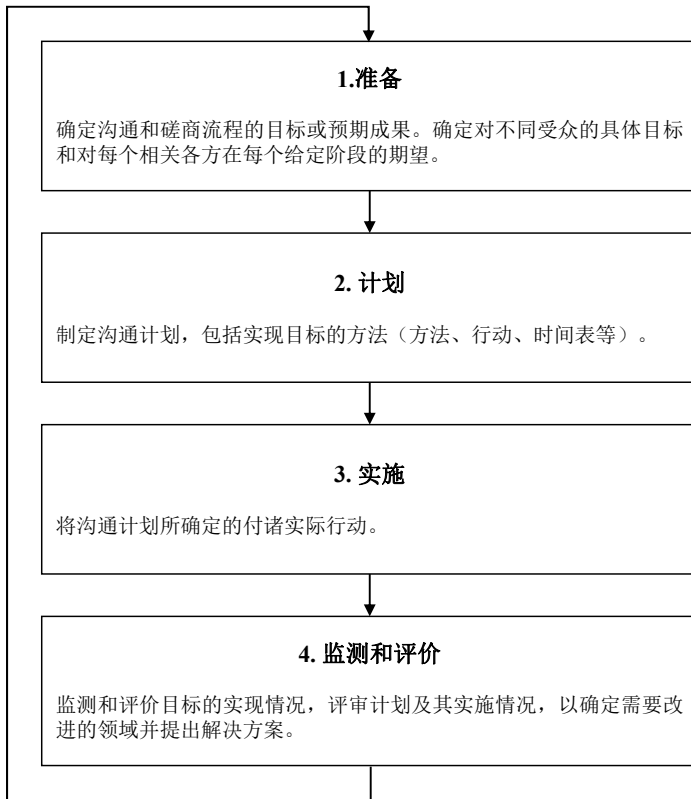 1.准备
确定沟通和磋商流程的目标或预期成果。确定对不同受众的具体目标
和对每个相关各方在每个给定阶段的期望。
2. 计划
制定沟通计划，包括实现目标的方法（方法、行动、时间表等）。
3. 实施
将沟通计划所确定的付诸实际行动。
4. 监测和评价
监测和评价目标的实现情况，评审计划及其实施情况，以确定需要改
进的领域并提出解决方案。